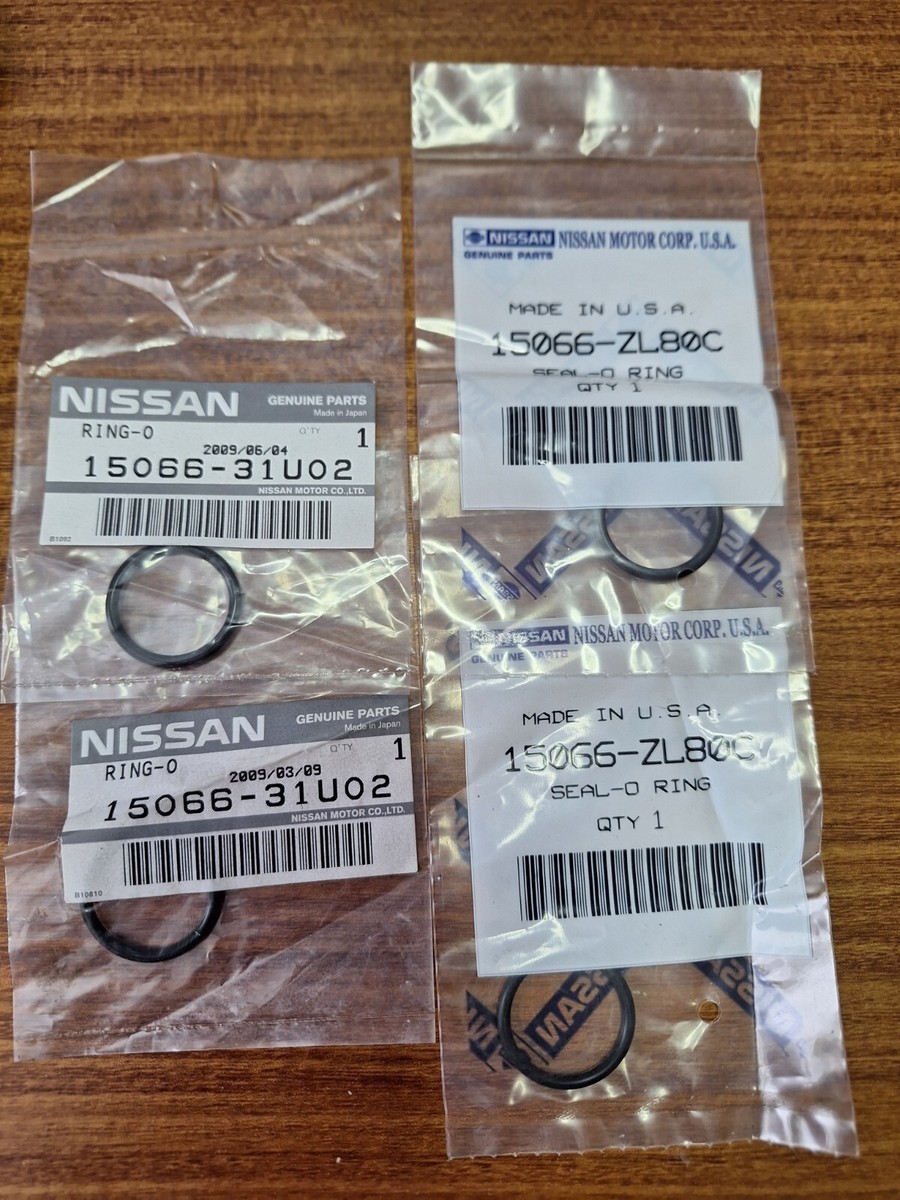 NISSAN GENUINE PARTS
Made in Japan
RING-O Q'TY 1
2009/06/04
15066-31U02
NISSAN MOTOR CO.,LTD.
B1092
NISSAN GENUINE PARTS
Made in Japan
RING-O Q'TY 1
2009/03/09
15066-31U02
NISSAN MOTOR CO.,LTD.
B10810
NISSAN NISSAN MOTOR CORP. U.S.A.
GENUINE PARTS
MADE IN U.S.A.
15066-ZL80C
SEAL-O RING
QTY 1
NISSAN
NISSAN NISSAN MOTOR CORP. U.S.A.
GENUINE PARTS
MADE IN U.S.A.
15066-ZL80C
SEAL-O RING
QTY 1